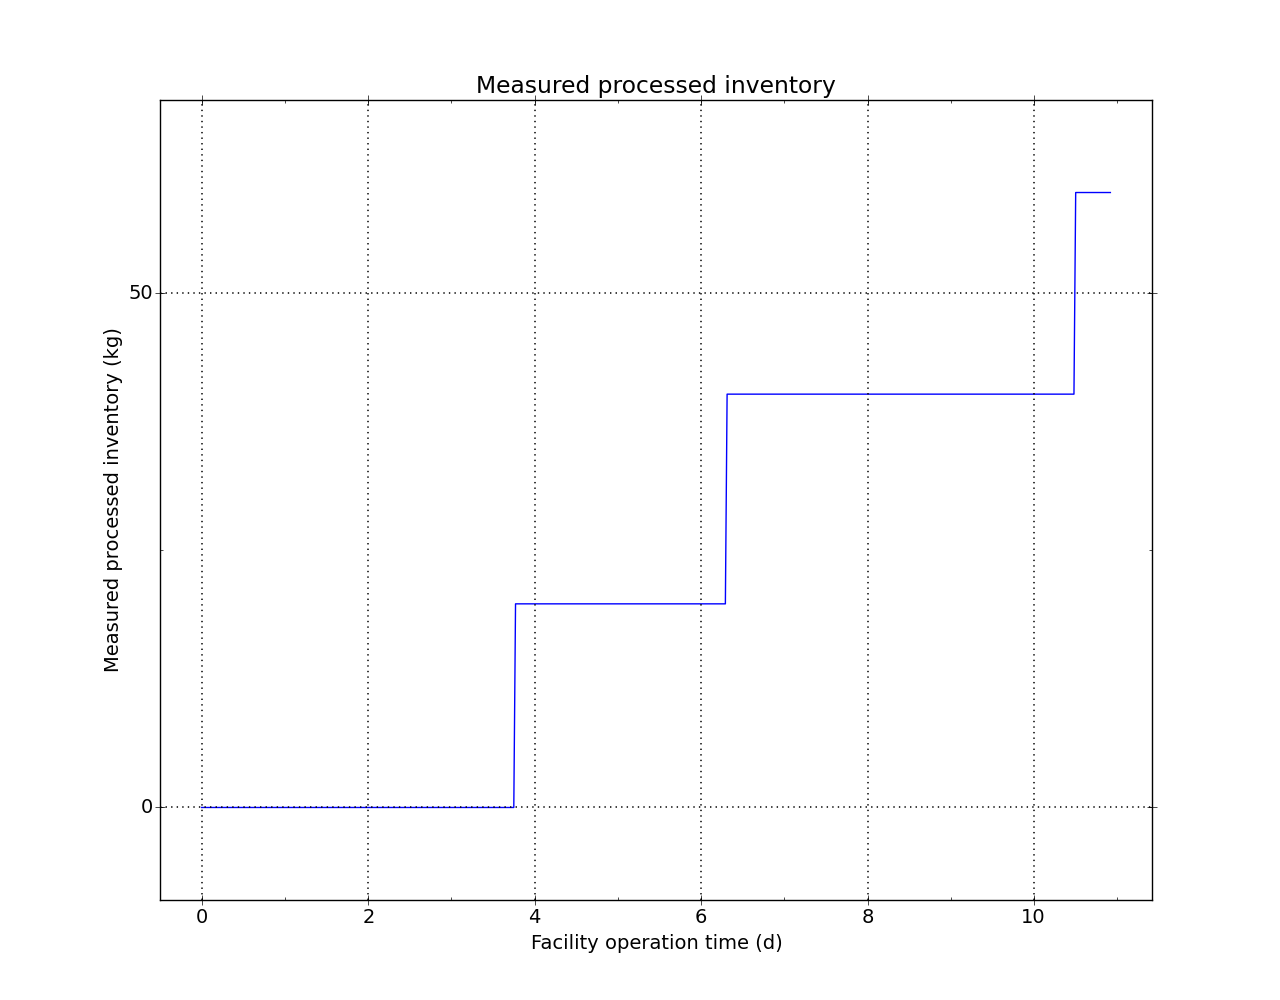 Measured processed inventory
50
0
Measured processed inventory (kg)
0 2 4 6 8 10
Facility operation time (d)